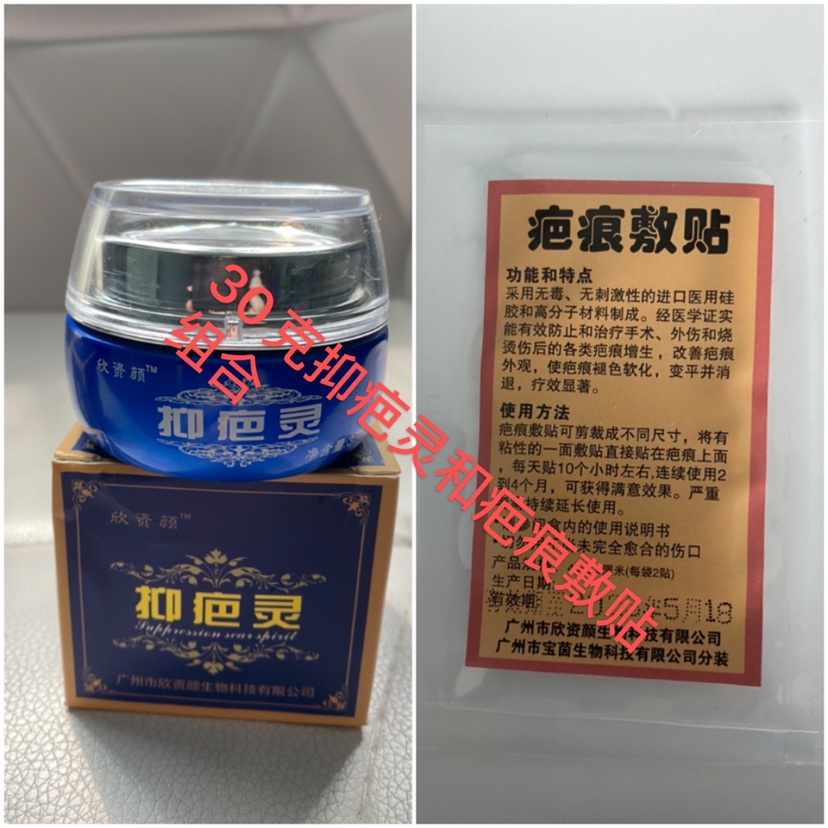 欣资颜™
抑疤灵
净含量
欣资颜™
抑疤灵
Suppression scar spirit
广州市欣资颜生物科技有限公司
30克抑疤灵和疤痕敷贴
组合
疤痕敷贴
功能和特点
采用无毒、无刺激性的进口医用硅
胶和高分子材料制成。经医学证实
能有效防止和治疗手术、外伤和烧
烫伤后的各类疤痕增生，改善疤痕
外观，使疤痕褪色软化，变平并消
退，疗效显著。
使用方法
疤痕敷贴可剪裁成不同尺寸，将有
粘性的一面敷贴直接贴在疤痕上面
，每天贴10个小时左右,连续使用2
到4个月，可获得满意效果。严重
持续延长使用。
盒内的使用说明书
未完全愈合的伤口
产品
厘米(每袋2贴)
生产日期
有效期 年5月18
广州市欣资颜生物科技有限公司
广州市宝茵生物科技有限公司分装